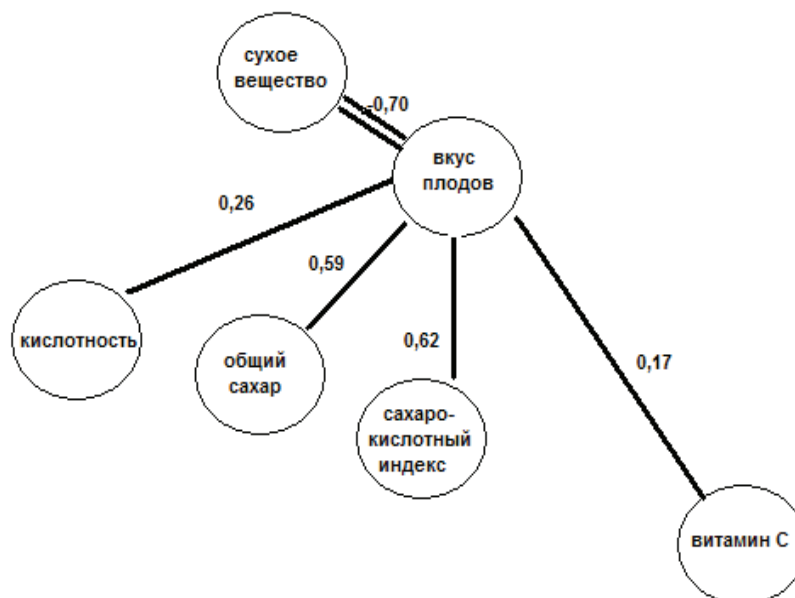 сухое
вещество
-0,70
вкус
плодов
0,26
0,59
кислотность
общий
сахар
0,62
0,17
сахаро-
кислотный
индекс
витамин С